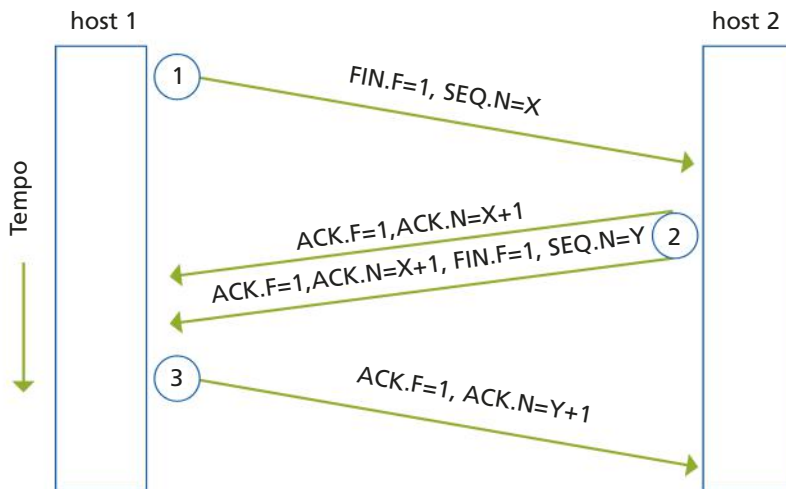 host 1
host 2
1
FIN.F=1, SEQ.N=X
Tempo
ACK.F=1,ACK.N=X+1
2
ACK.F=1,ACK.N=X+1, FIN.F=1, SEQ.N=Y
3
ACK.F=1, ACK.N=Y+1